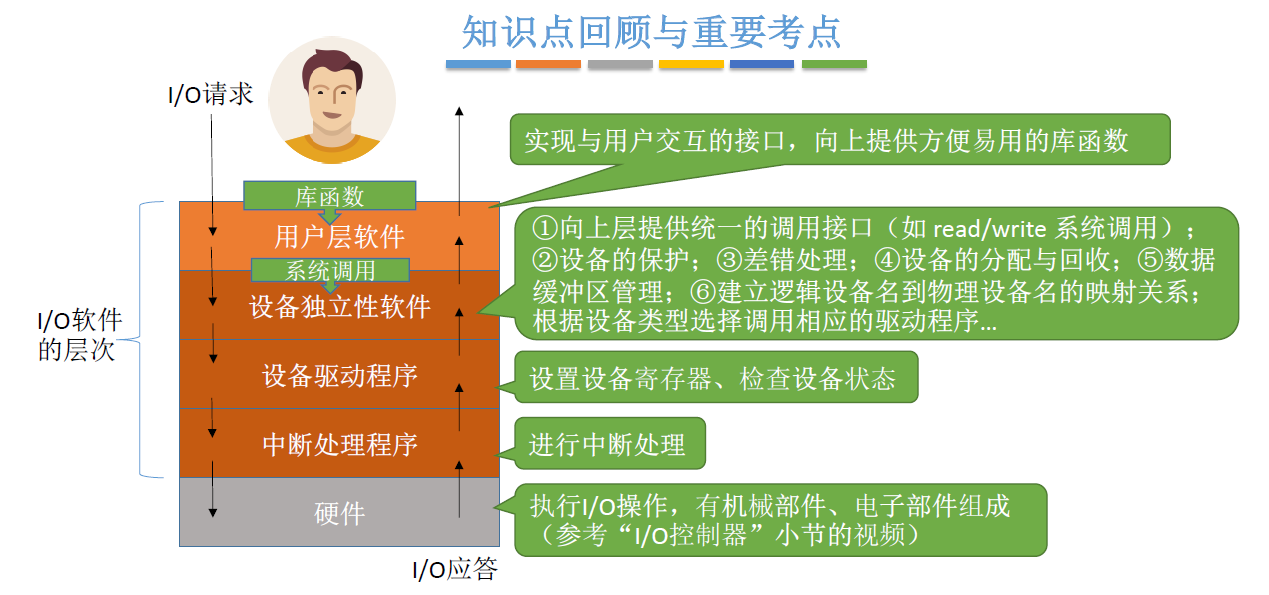 知识点回顾与重要考点
I/O请求
实现与用户交互的接口，向上提供方便易用的库函数
库函数
用户层软件
系统调用
设备独立性软件
①向上层提供统一的调用接口（如 read/write 系统调用）；
②设备的保护；③差错处理；④设备的分配与回收；⑤数据
缓冲区管理；⑥建立逻辑设备名到物理设备名的映射关系；
根据设备类型选择调用相应的驱动程序…
I/O软件
的层次
设备驱动程序
设置设备寄存器、检查设备状态
中断处理程序
进行中断处理
硬件
执行I/O操作，有机械部件、电子部件组成
（参考“I/O控制器”小节的视频）
I/O应答